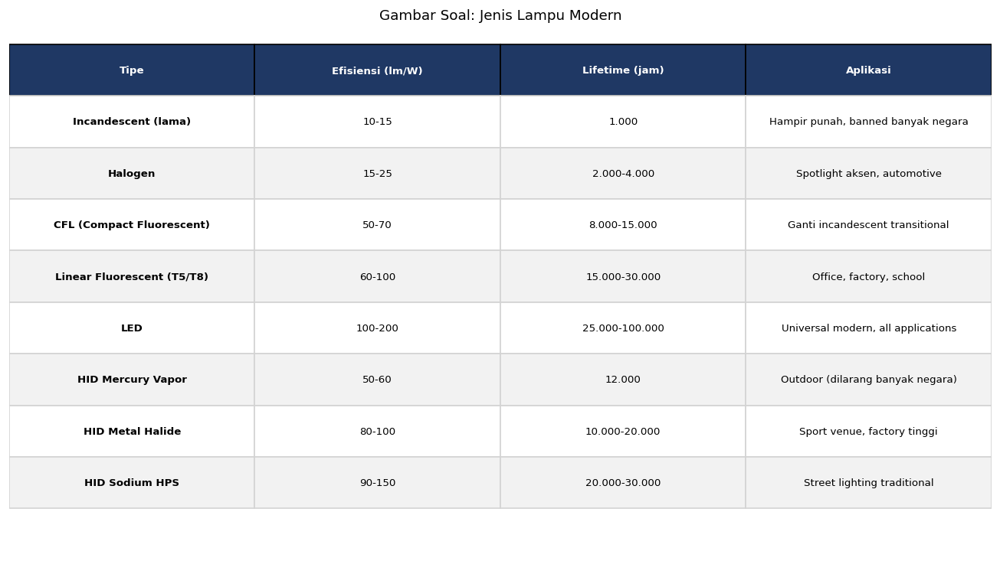 Gambar Soal: Jenis Lampu Modern
Tipe Efisiensi (lm/W) Lifetime (jam) Aplikasi
Incandescent (lama) 10-15 1.000 Hampir punah, banned banyak negara
Halogen 15-25 2.000-4.000 Spotlight aksen, automotive
CFL (Compact Fluorescent) 50-70 8.000-15.000 Ganti incandescent transitional
Linear Fluorescent (T5/T8) 60-100 15.000-30.000 Office, factory, school
LED 100-200 25.000-100.000 Universal modern, all applications
HID Mercury Vapor 50-60 12.000 Outdoor (dilarang banyak negara)
HID Metal Halide 80-100 10.000-20.000 Sport venue, factory tinggi
HID Sodium HPS 90-150 20.000-30.000 Street lighting traditional